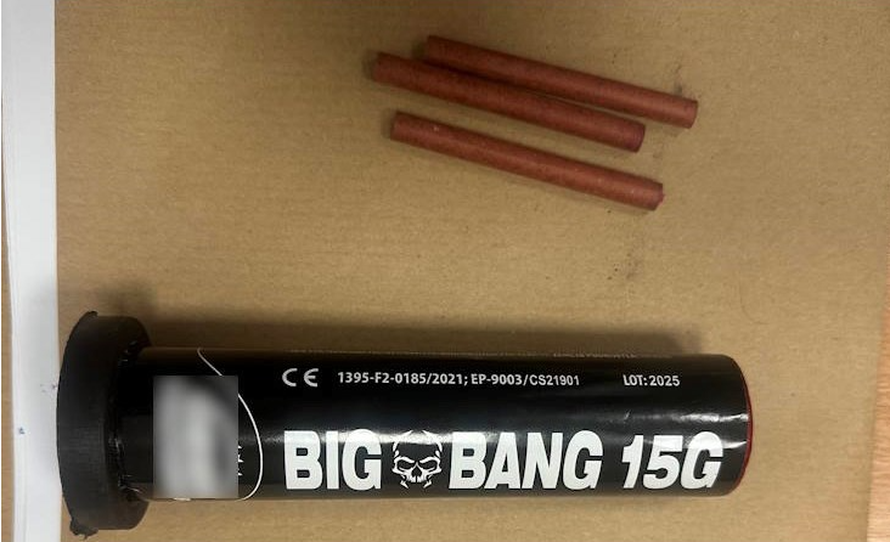 CE 1395-F2-0185/2021; EP-9003/CS21901 LOT: 2025
BIG BANG 15G